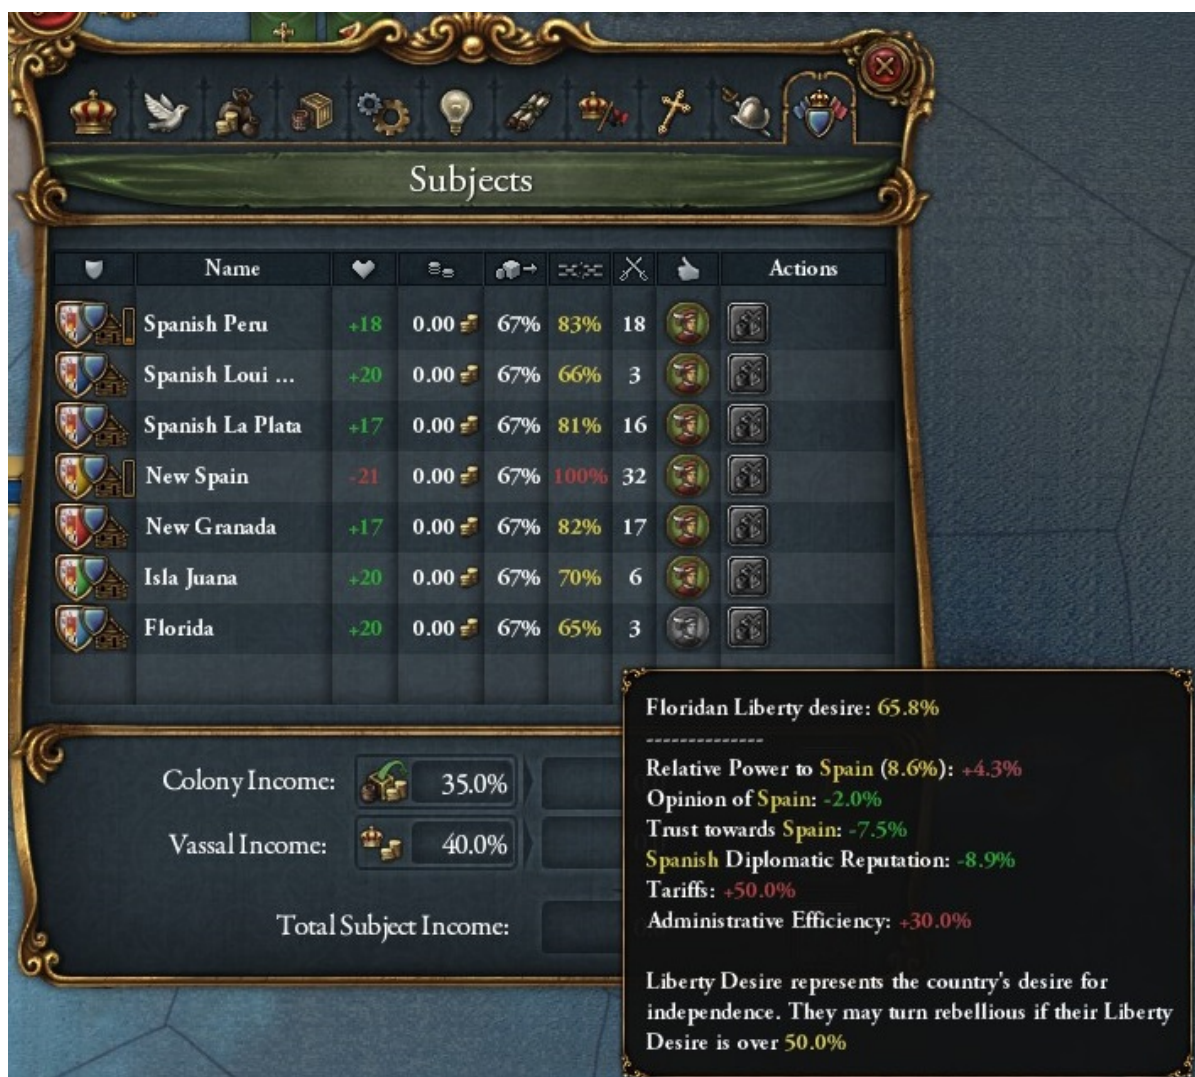 Subjects
Name Actions
Spanish Peru +18 0.00 67% 83% 18
Spanish Loui ... +20 0.00 67% 66% 3
Spanish La Plata +17 0.00 67% 81% 16
New Spain -21 0.00 67% 100% 32
New Granada +17 0.00 67% 82% 17
Isla Juana +20 0.00 67% 70% 6
Florida +20 0.00 67% 65% 3
Colony Income: 35.0%
Vassal Income: 40.0%
Total Subject Income:
Floridan Liberty desire: 65.8%
--------------
Relative Power to Spain (8.6%): +4.3%
Opinion of Spain: -2.0%
Trust towards Spain: -7.5%
Spanish Diplomatic Reputation: -8.9%
Tariffs: +50.0%
Administrative Efficiency: +30.0%
Liberty Desire represents the country's desire for
independence. They may turn rebellious if their Liberty
Desire is over 50.0%